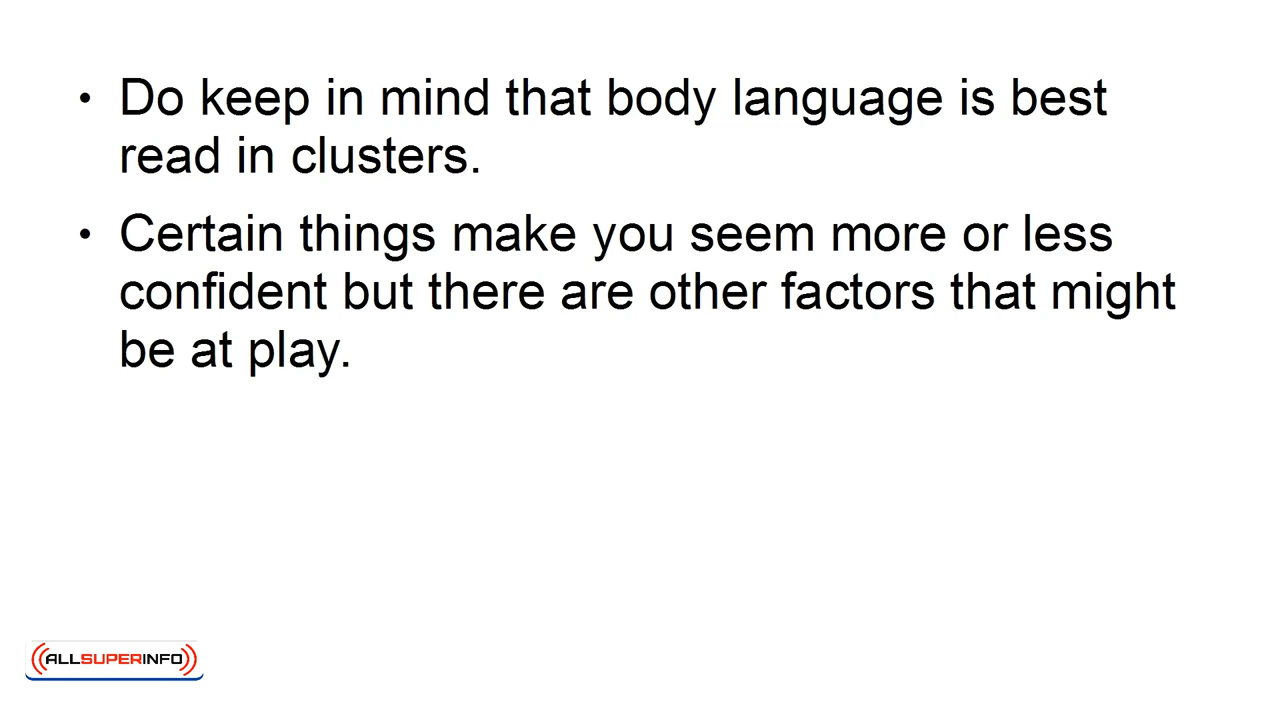 • Do keep in mind that body language is best
read in clusters.
• Certain things make you seem more or less
confident but there are other factors that might
be at play.
ALLSUPERINFO